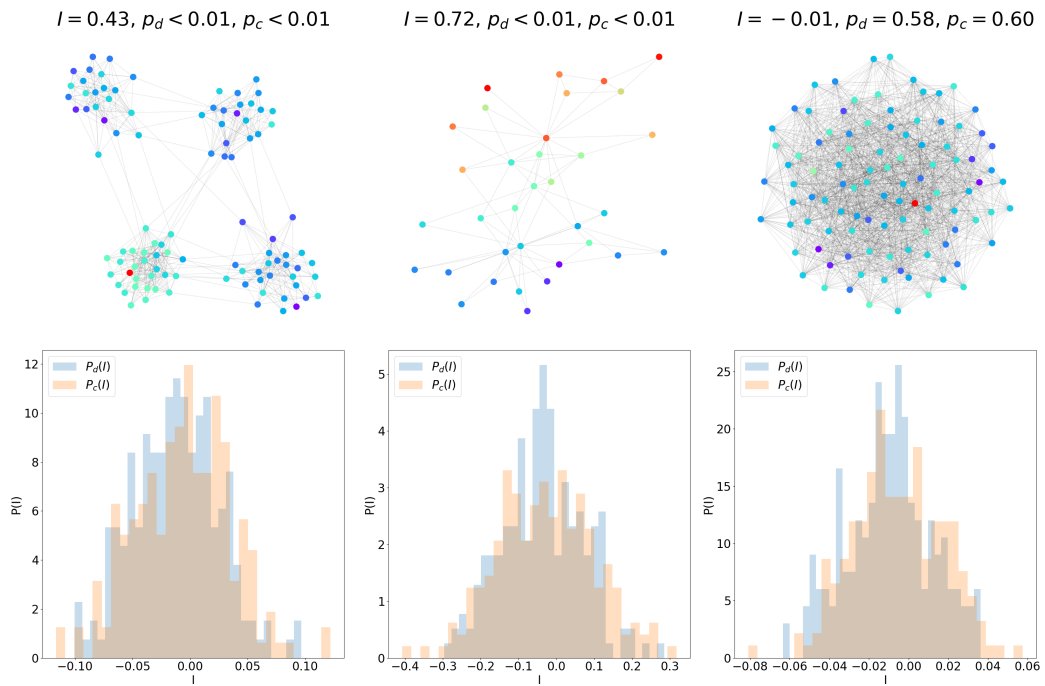 I = 0.43, p_d < 0.01, p_c < 0.01
I = 0.72, p_d < 0.01, p_c < 0.01
I = −0.01, p_d = 0.58, p_c = 0.60
P_d(I)
P_c(I)
12
10
8
6
4
2
0
P(I)
−0.10 −0.05 0.00 0.05 0.10
I
P_d(I)
P_c(I)
5
4
3
2
1
0
P(I)
−0.4 −0.3 −0.2 −0.1 0.0 0.1 0.2 0.3
I
P_d(I)
P_c(I)
25
20
15
10
5
0
P(I)
−0.08 −0.06 −0.04 −0.02 0.00 0.02 0.04 0.06
I